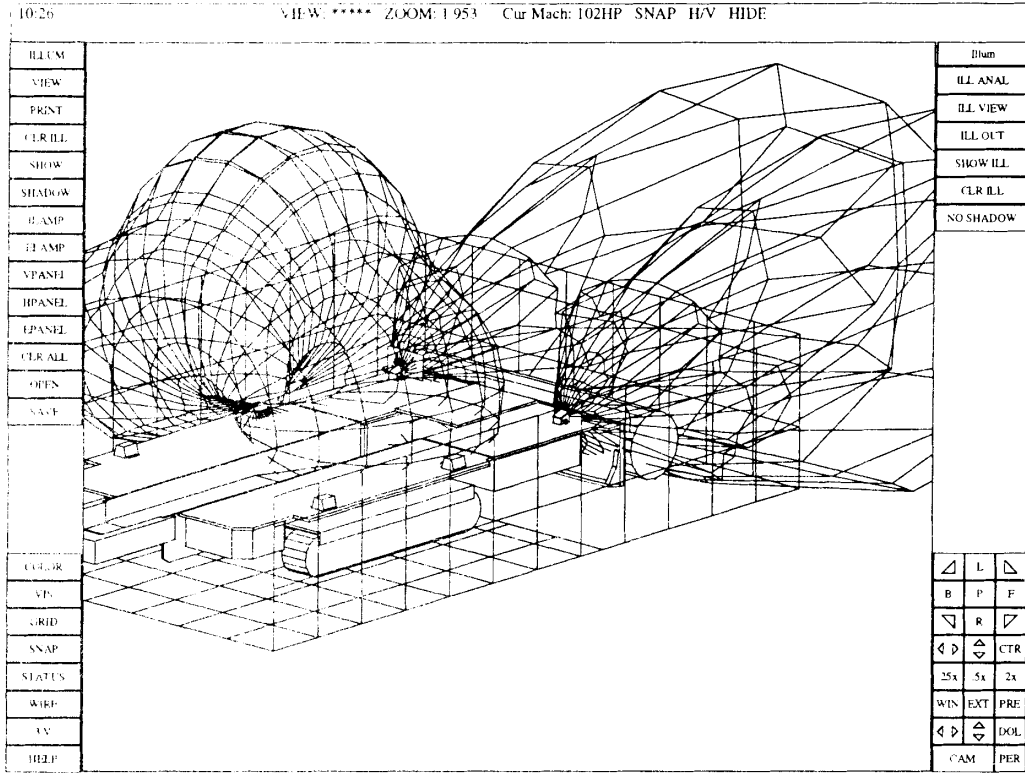 10:26 VIEW: ***** ZOOM: 1 953 Cur Mach: 102HP SNAP H/V HIDE
ILLUM
VIEW
PRINT
CLR ILL
SHOW
SHADOW
LAMP
VPANEL
HPANEL
EPANEL
CLR ALL
OPEN
SAVE
COLOR
GRID
SNAP
STATUS
WIRE
HELP
Illum
ILL ANAL
ILL VIEW
ILL OUT
SHOW ILL
CLR ILL
NO SHADOW
L
B P F
R
CTR
.25x .5x 2x
WIN EXT PRE
DOL
CAM PER